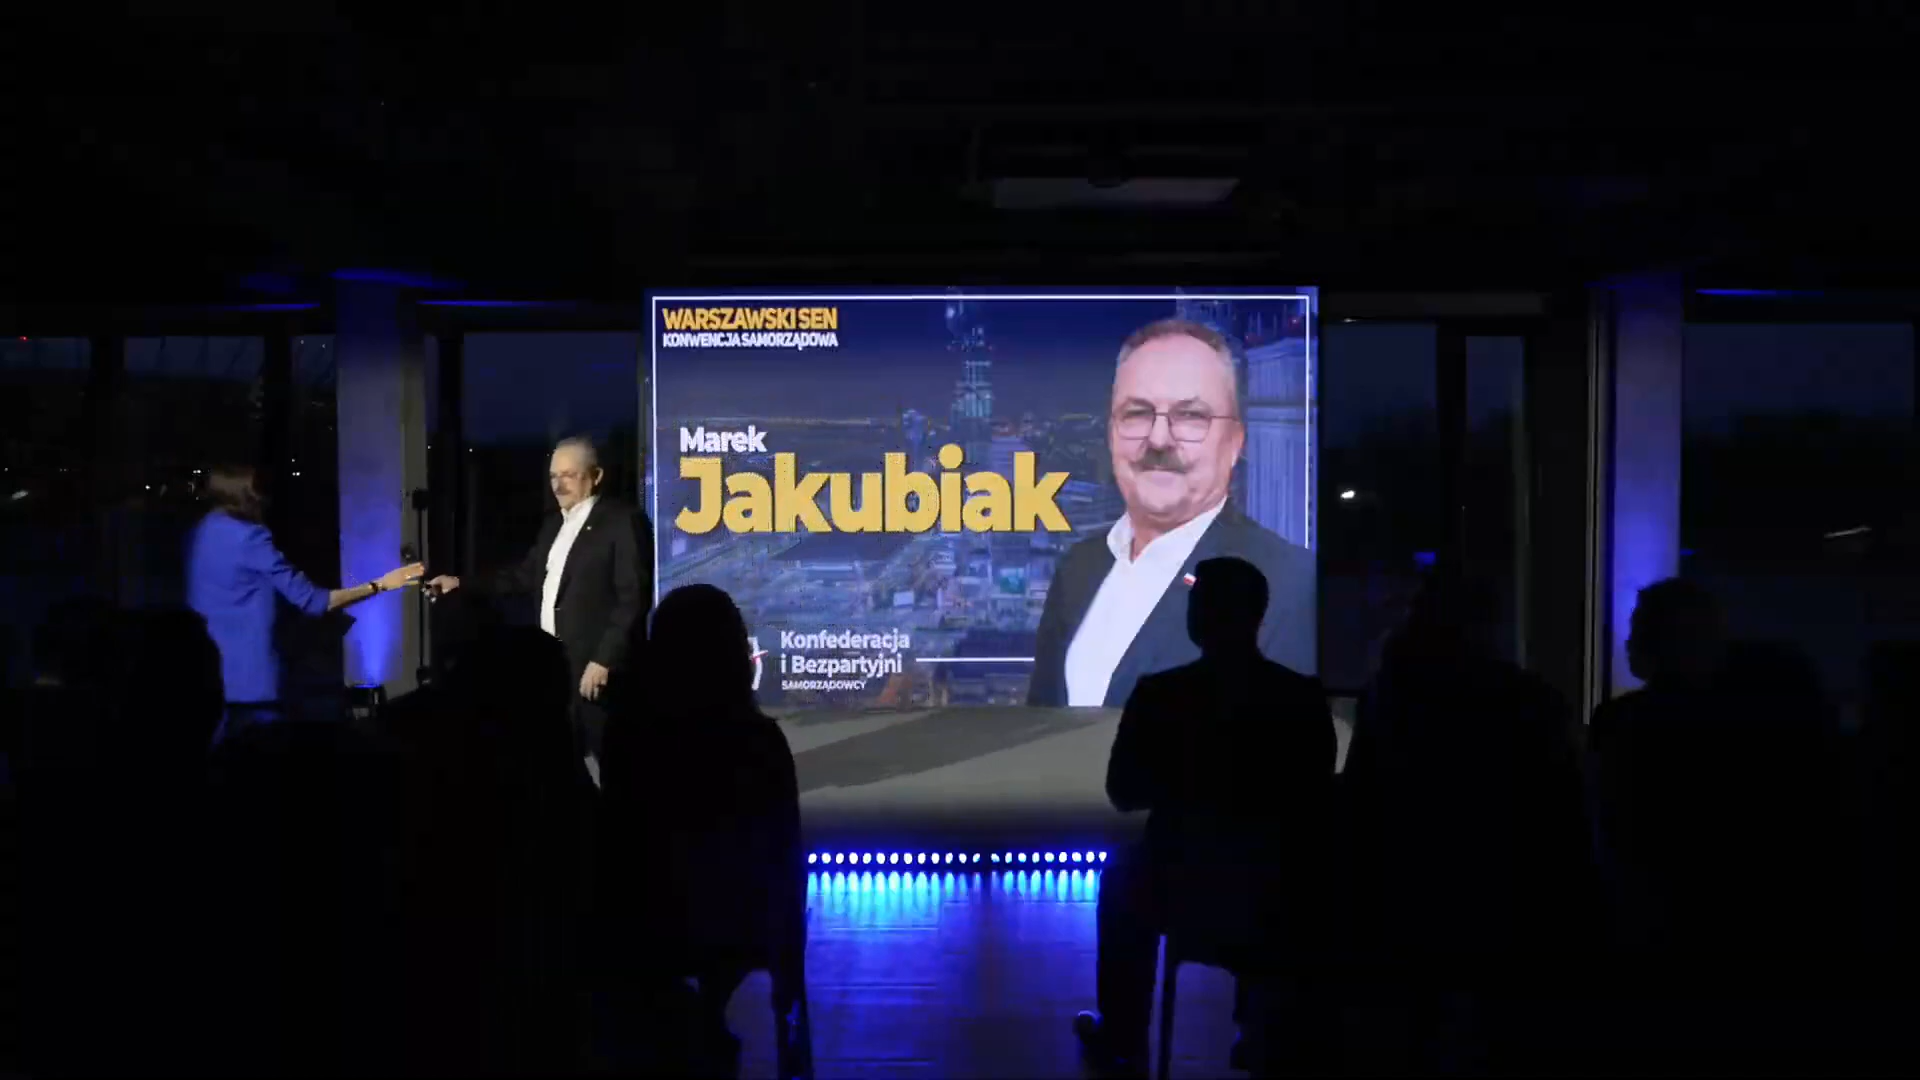 WARSZAWSKI SEN
KONWENCJA SAMORZĄDOWA
Marek
Jakubiak
Konfederacja
i Bezpartyjni
SAMORZĄDOWCY